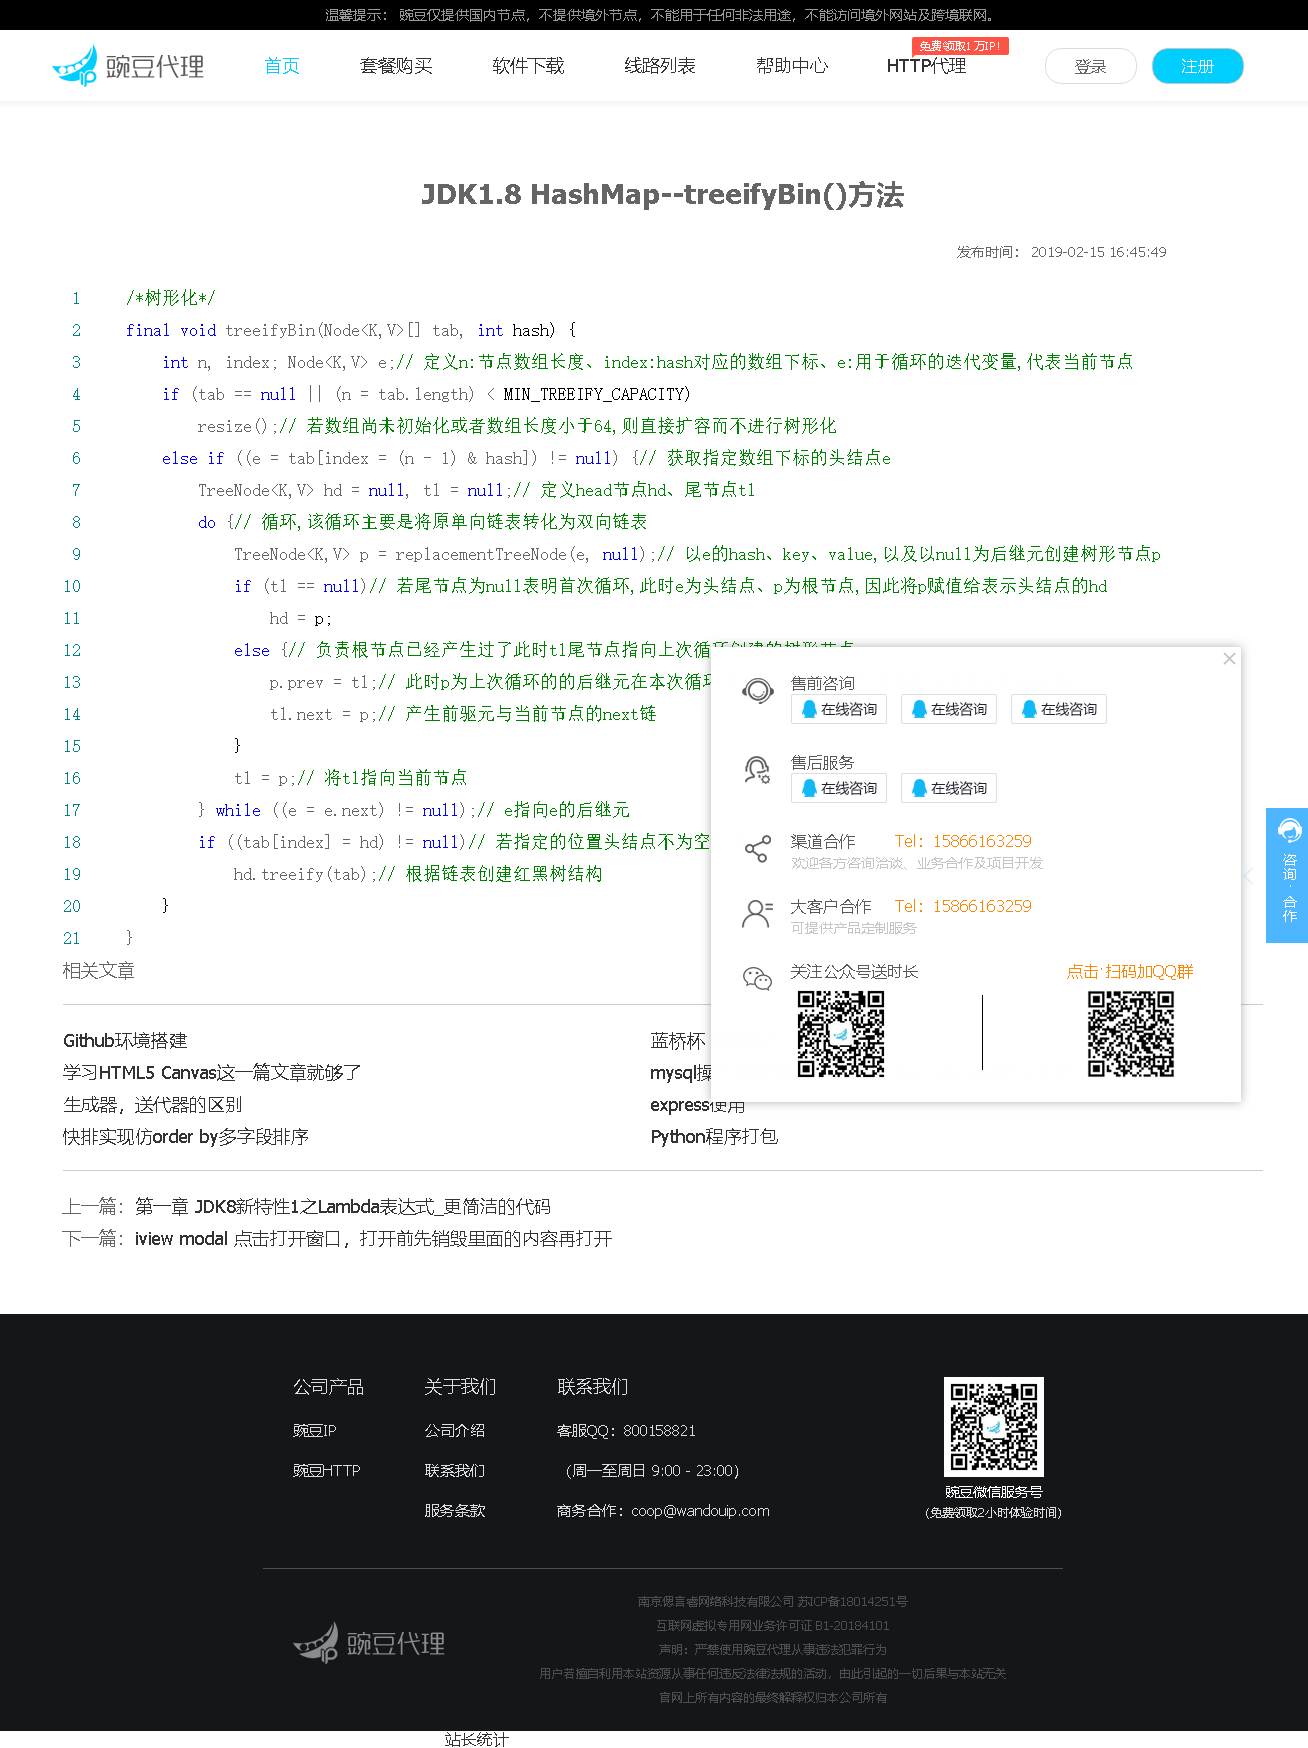 温馨提示： 豌豆仅提供国内节点，不提供境外节点，不能用于任何非法用途，不能访问境外网站及跨境联网。
豌豆代理 首页 套餐购买 软件下载 线路列表 帮助中心 HTTP代理 免费领取1万IP! 登录 注册
JDK1.8 HashMap--treeifyBin()方法
发布时间： 2019-02-15 16:45:49
1 /*树形化*/
2 final void treeifyBin(Node<K,V>[] tab, int hash) {
3 int n, index; Node<K,V> e;// 定义n:节点数组长度、index:hash对应的数组下标、e:用于循环的迭代变量,代表当前节点
4 if (tab == null || (n = tab.length) < MIN_TREEIFY_CAPACITY)
5 resize();// 若数组尚未初始化或者数组长度小于64,则直接扩容而不进行树形化
6 else if ((e = tab[index = (n - 1) & hash]) != null) {// 获取指定数组下标的头结点e
7 TreeNode<K,V> hd = null, tl = null;// 定义head节点hd、尾节点tl
8 do {// 循环,该循环主要是将原单向链表转化为双向链表
9 TreeNode<K,V> p = replacementTreeNode(e, null);// 以e的hash、key、value,以及以null为后继元创建树形节点p
10 if (tl == null)// 若尾节点为null表明首次循环,此时e为头结点、p为根节点,因此将p赋值给表示头结点的hd
11 hd = p;
12 else {// 负责根节点已经产生过了此时tl尾节点指向上次循环创建的树形节点
13 p.prev = tl;// 此时p为上次循环的的后继元在本次循
14 tl.next = p;// 产生前驱元与当前节点的next链
15 }
16 tl = p;// 将tl指向当前节点
17 } while ((e = e.next) != null);// e指向e的后继元
18 if ((tab[index] = hd) != null)// 若指定的位置头结点不为空
19 hd.treeify(tab);// 根据链表创建红黑树结构
20 }
21 }
售前咨询
在线咨询 在线咨询 在线咨询
售后服务
在线咨询 在线咨询
渠道合作 Tel：15866163259
欢迎各方咨询洽谈、业务合作及项目开发
大客户合作 Tel：15866163259
可提供产品定制服务
关注公众号送时长 点击·扫码加QQ群
咨询·合作
相关文章
Github环境搭建 蓝桥杯
学习HTML5 Canvas这一篇文章就够了 mysql
生成器，送代器的区别 express使用
快排实现仿order by多字段排序 Python程序打包
上一篇：第一章 JDK8新特性1之Lambda表达式_更简洁的代码
下一篇：iview modal 点击打开窗口，打开前先销毁里面的内容再打开
公司产品 关于我们 联系我们
豌豆IP 公司介绍 客服QQ：800158821
豌豆HTTP 联系我们 （周一至周日 9:00 - 23:00）
服务条款 商务合作：coop@wandouip.com
豌豆微信服务号
(免费领取2小时体验时间)
豌豆代理
南京偲言睿网络科技有限公司 苏ICP备18014251号
互联网虚拟专用网业务许可证 B1-20184101
声明：严禁使用豌豆代理从事违法犯罪行为
用户若擅自利用本站资源从事任何违反法律法规的活动，由此引起的一切后果与本站无关
官网上所有内容的最终解释权归本公司所有
站长统计